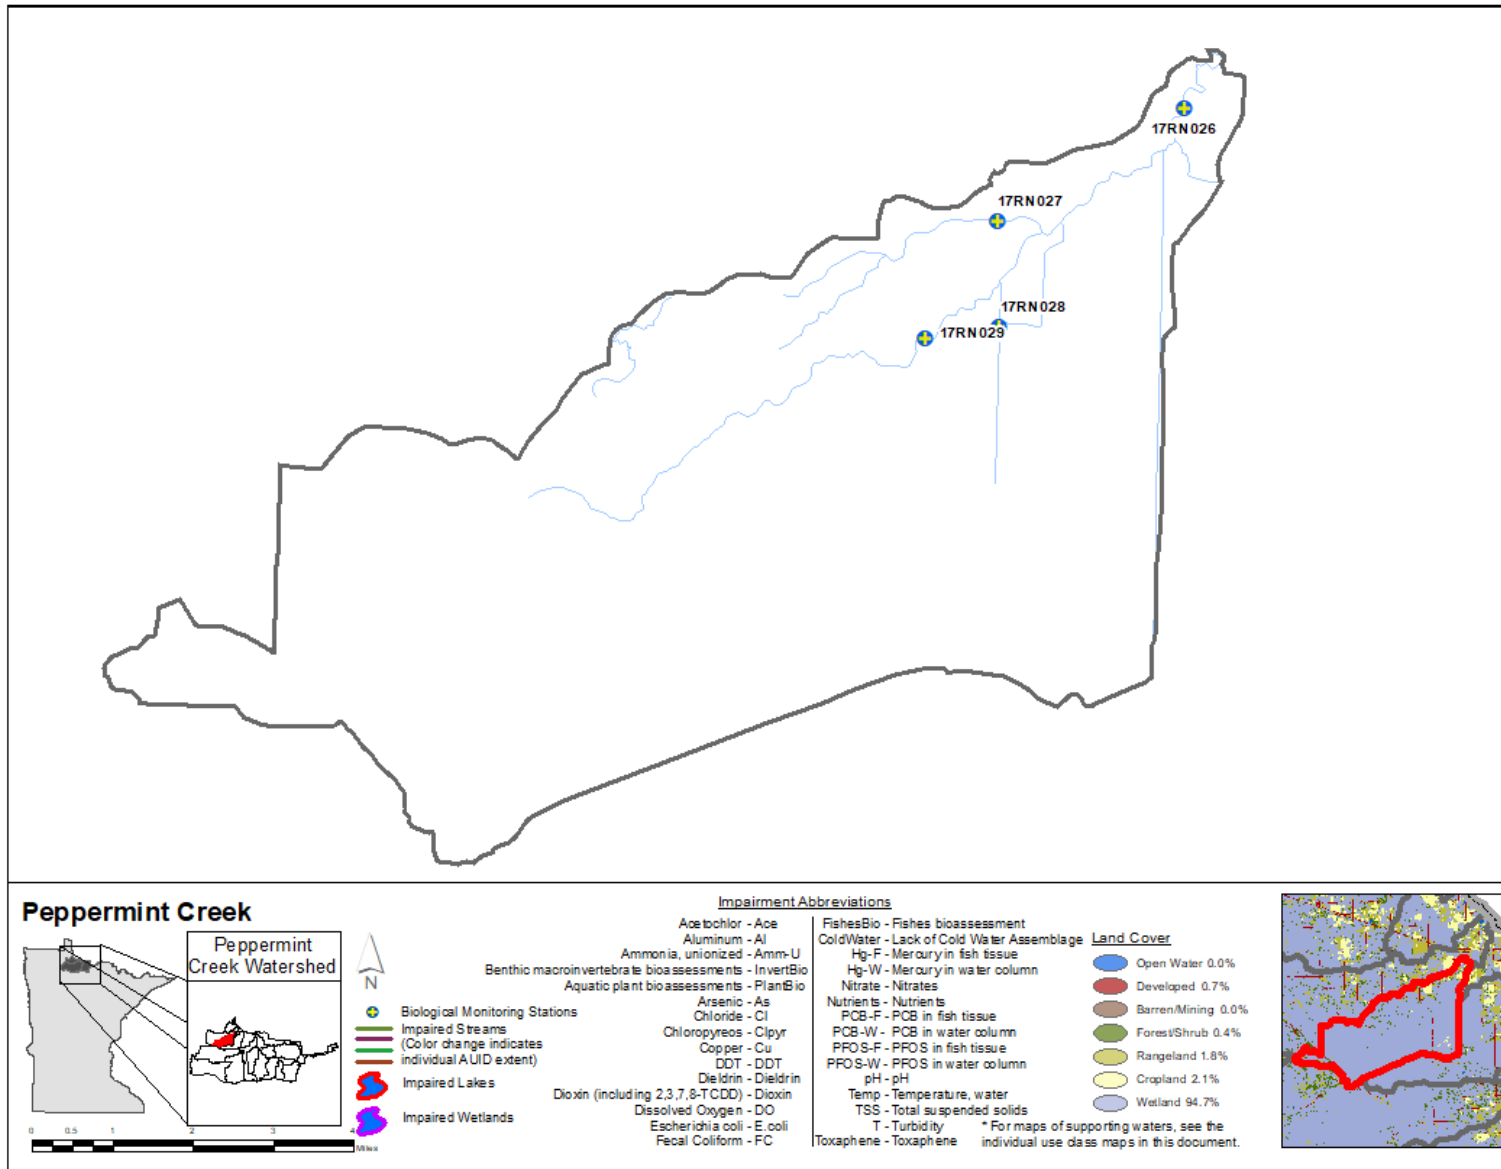 17RN026
17RN027
17RN028
17RN029
Peppermint Creek
Peppermint
Creek Watershed
N
Biological Monitoring Stations
Impaired Streams
(Color change indicates
individual AUID extent)
Impaired Lakes
Impaired Wetlands
0 0.5 1 2 3 4
Miles
Impairment Abbreviations
Acetochlor - Ace
Aluminum - Al
Ammonia, unionized - Amm-U
Benthic macroinvertebrate bioassessments - InvertBio
Aquatic plant bioassessments - PlantBio
Arsenic - As
Chloride - Cl
Chloropyreos - Clpyr
Copper - Cu
DDT - DDT
Dieldrin - Dieldrin
Dioxin (including 2,3,7,8-TCDD) - Dioxin
Dissolved Oxygen - DO
Escherichia coli - E.coli
Fecal Coliform - FC
FishesBio - Fishes bioassessment
ColdWater - Lack of Cold Water Assemblage
Hg-F - Mercury in fish tissue
Hg-W - Mercury in water column
Nitrate - Nitrates
Nutrients - Nutrients
PCB-F - PCB in fish tissue
PCB-W - PCB in water column
PFOS-F - PFOS in fish tissue
PFOS-W - PFOS in water column
pH - pH
Temp - Temperature, water
TSS - Total suspended solids
T - Turbidity
Toxaphene - Toxaphene
* For maps of supporting waters, see the
individual use class maps in this document.
Land Cover
Open Water 0.0%
Developed 0.7%
Barren/Mining 0.0%
Forest/Shrub 0.4%
Rangeland 1.8%
Cropland 2.1%
Wetland 94.7%